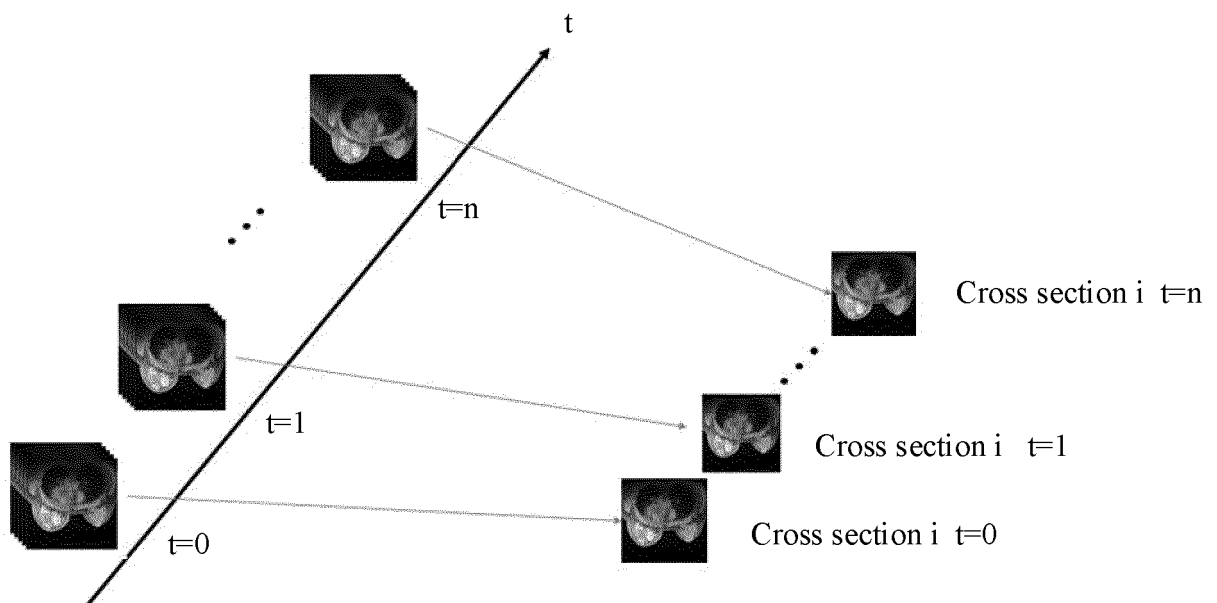 t
t=n
Cross section i t=n
t=1
Cross section i t=1
t=0
Cross section i t=0